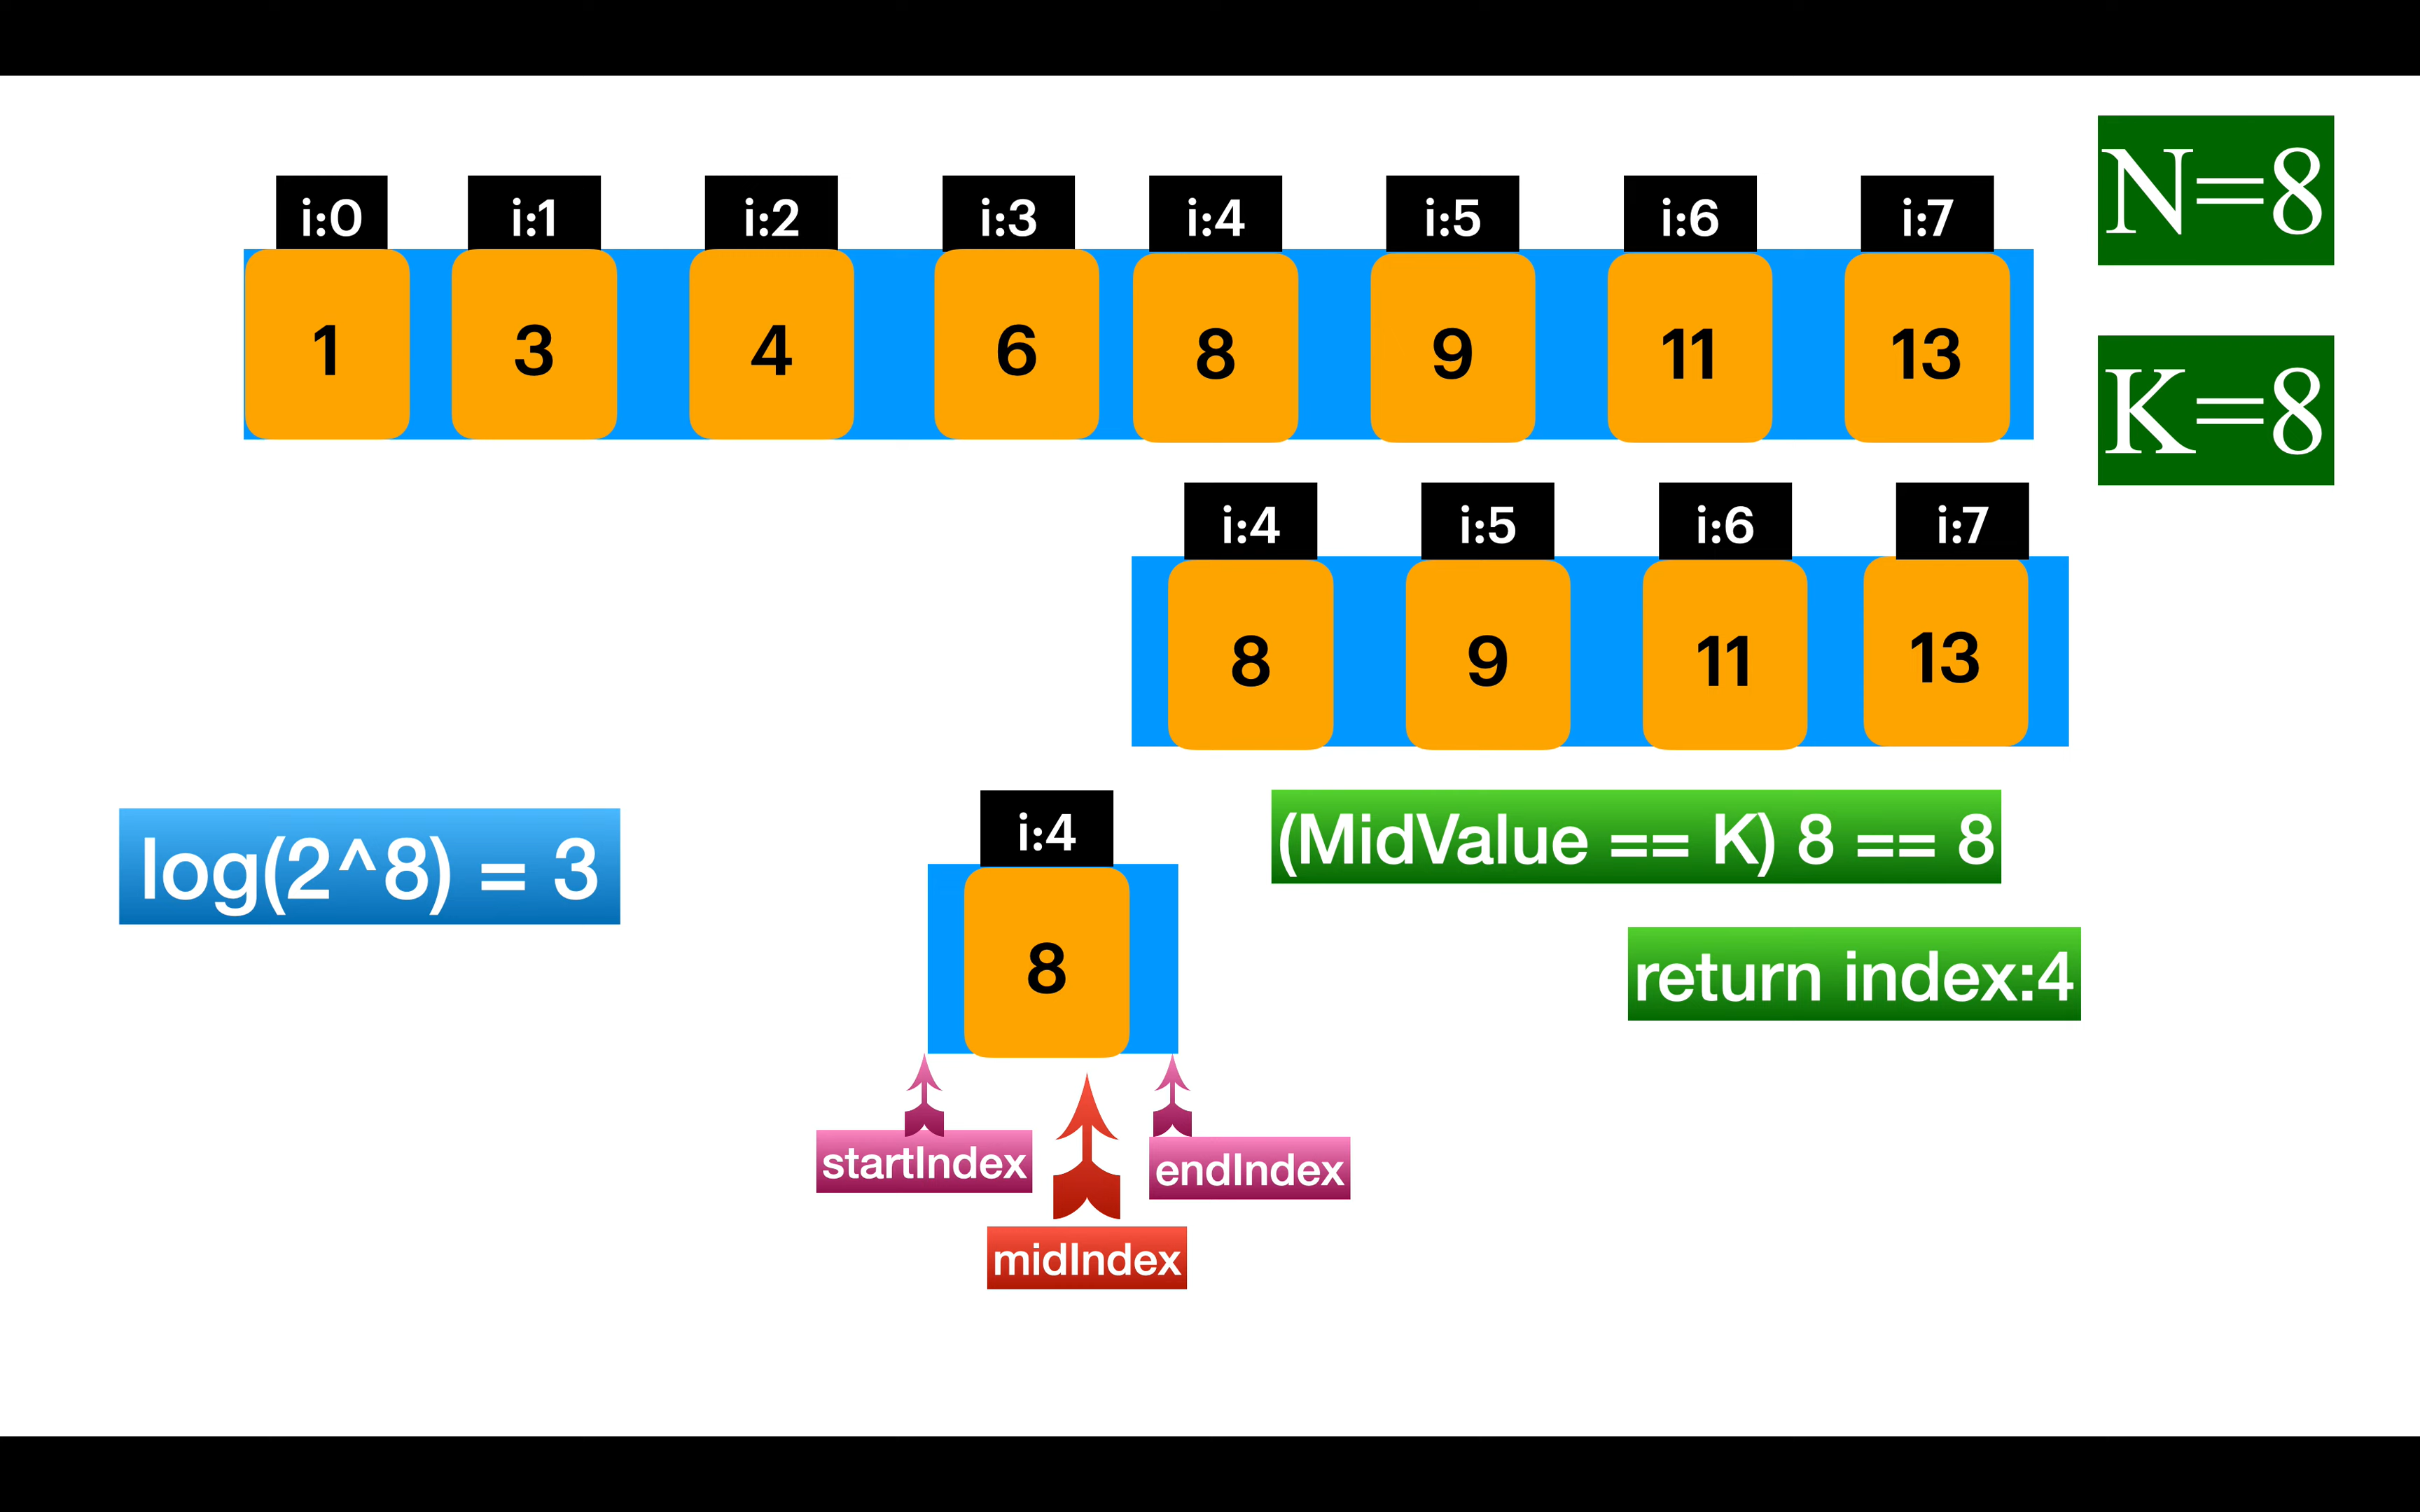 N=8
i:0 i:1 i:2 i:3 i:4 i:5 i:6 i:7
1 3 4 6 8 9 11 13
K=8
i:4 i:5 i:6 i:7
8 9 11 13
log(2^8) = 3
i:4
(MidValue == K) 8 == 8
8
return index:4
startIndex
endIndex
midIndex